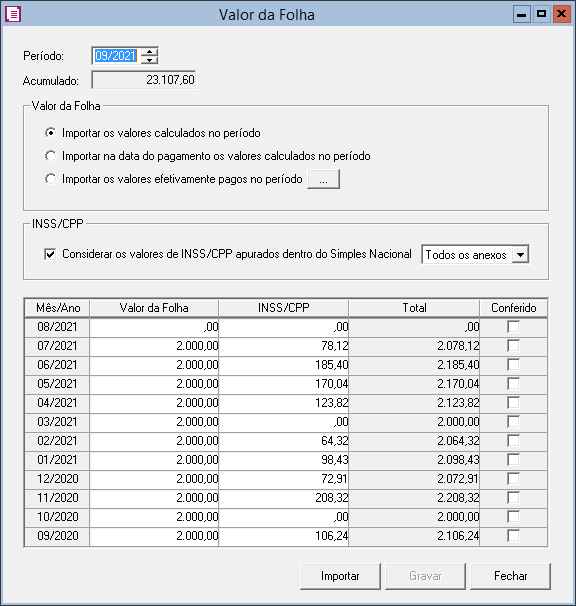 Valor da Folha
Período: 09/2021
Acumulado: 23.107,60
Valor da Folha
Importar os valores calculados no período
Importar na data do pagamento os valores calculados no período
Importar os valores efetivamente pagos no período ...
INSS/CPP
Considerar os valores de INSS/CPP apurados dentro do Simples Nacional Todos os anexos
Mês/Ano Valor da Folha INSS/CPP Total Conferido
08/2021 ,00 ,00 ,00
07/2021 2.000,00 78,12 2.078,12
06/2021 2.000,00 185,40 2.185,40
05/2021 2.000,00 170,04 2.170,04
04/2021 2.000,00 123,82 2.123,82
03/2021 2.000,00 ,00 2.000,00
02/2021 2.000,00 64,32 2.064,32
01/2021 2.000,00 98,43 2.098,43
12/2020 2.000,00 72,91 2.072,91
11/2020 2.000,00 208,32 2.208,32
10/2020 2.000,00 ,00 2.000,00
09/2020 2.000,00 106,24 2.106,24
Importar Gravar Fechar